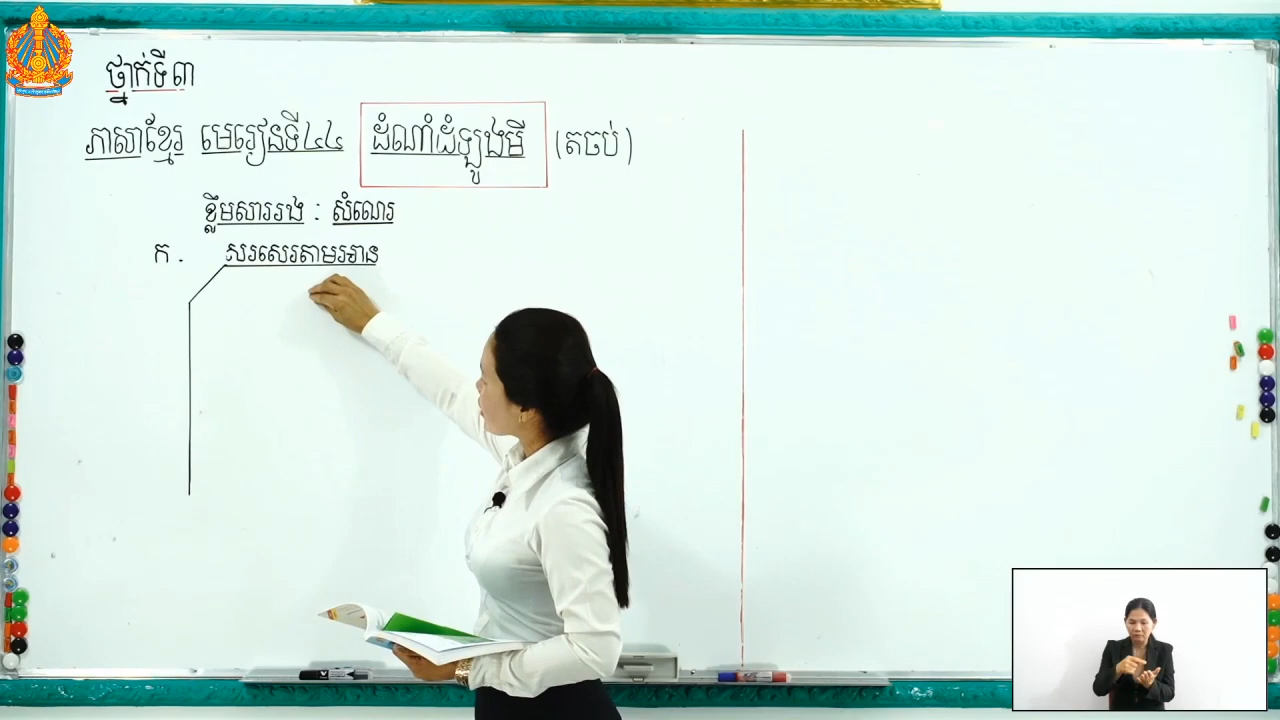 ថ្នាក់ទី៣
ភាសាខ្មែរ មេរៀនទី៤៤ ដំណាំដំឡូងមី (តចប់)
ខ្លឹមសាររង : សំណេរ
ក. សរសេរតាមអាន